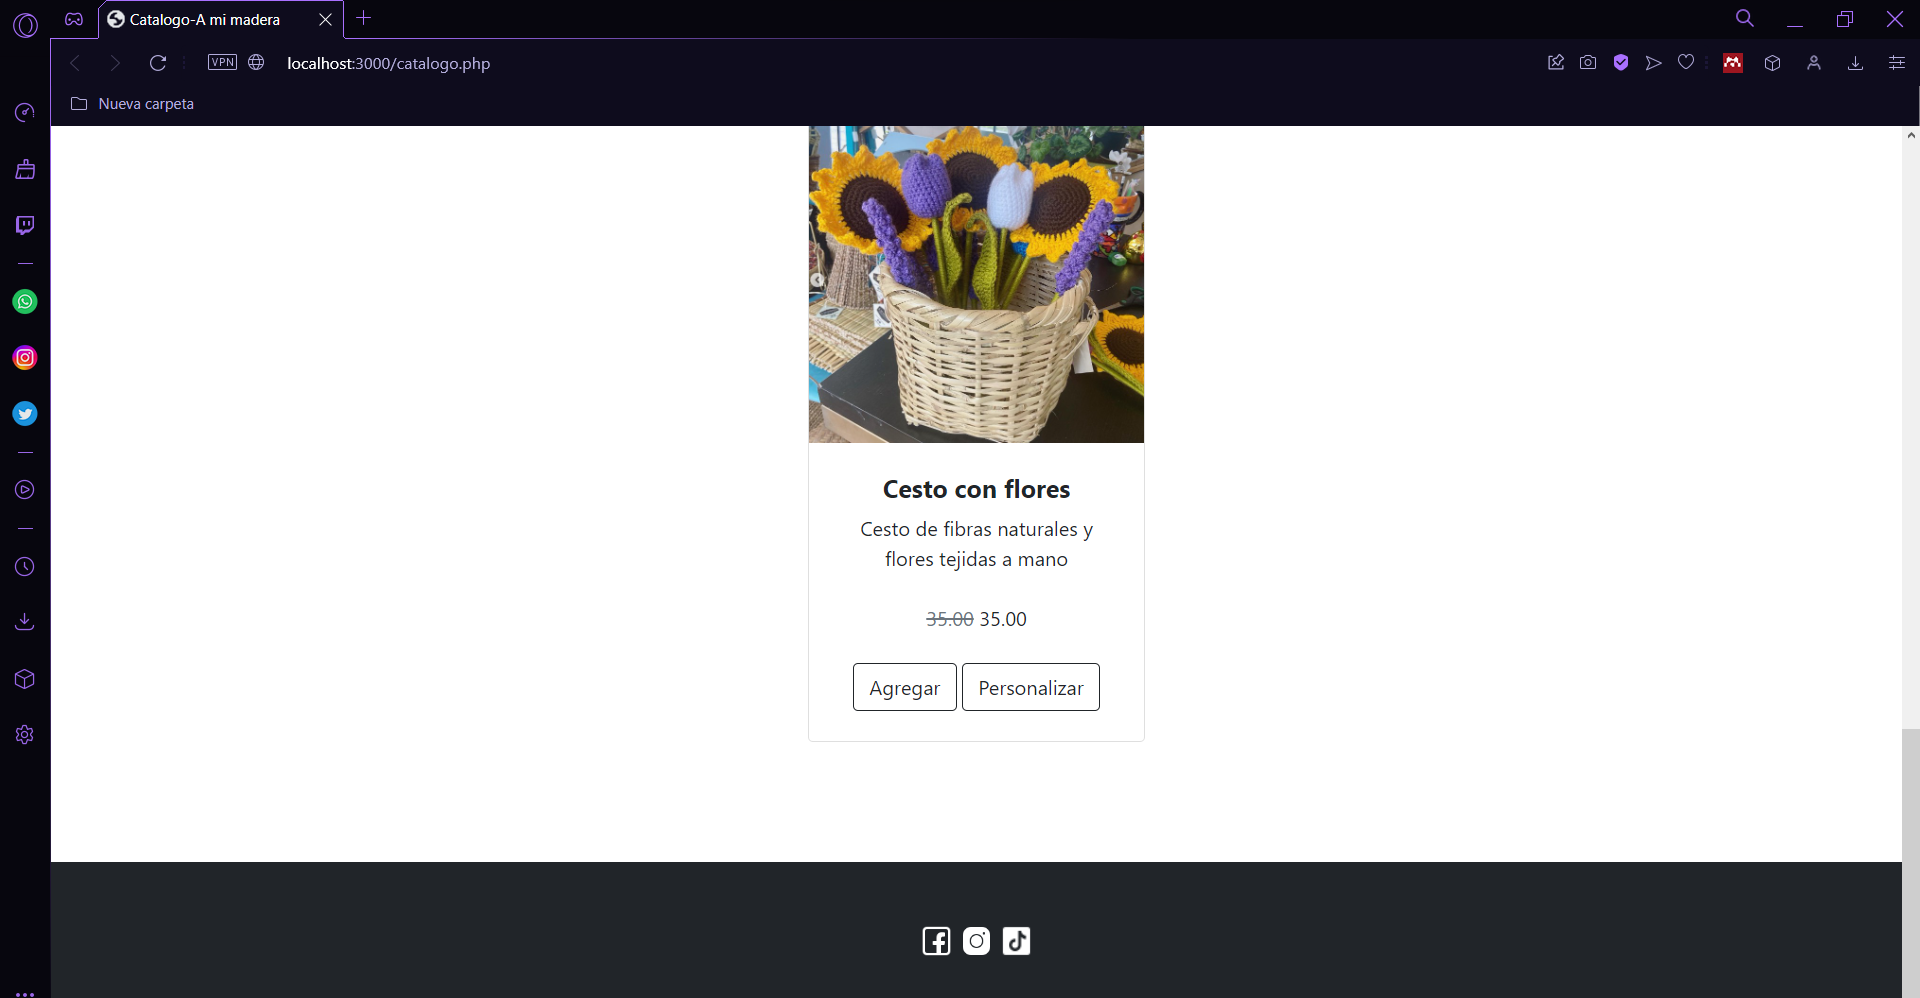 Catalogo-A mi madera
VPN
localhost:3000/catalogo.php
Nueva carpeta
Cesto con flores
Cesto de fibras naturales y
flores tejidas a mano
35.00 35.00
Agregar Personalizar